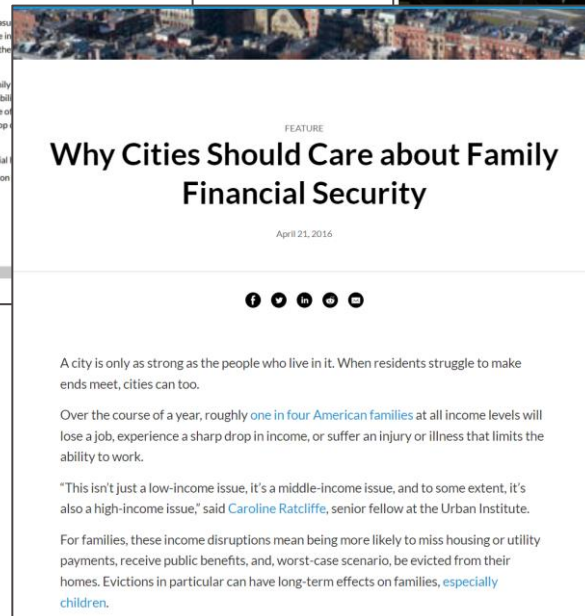 FEATURE
Why Cities Should Care about Family
Financial Security
April 21, 2016
A city is only as strong as the people who live in it. When residents struggle to make
ends meet, cities can too.
Over the course of a year, roughly one in four American families at all income levels will
lose a job, experience a sharp drop in income, or suffer an injury or illness that limits the
ability to work.
“This isn’t just a low-income issue, it’s a middle-income issue, and to some extent, it’s
also a high-income issue,” said Caroline Ratcliffe, senior fellow at the Urban Institute.
For families, these income disruptions mean being more likely to miss housing or utility
payments, receive public benefits, and, worst-case scenario, be evicted from their
homes. Evictions in particular can have long-term effects on families, especially
children.